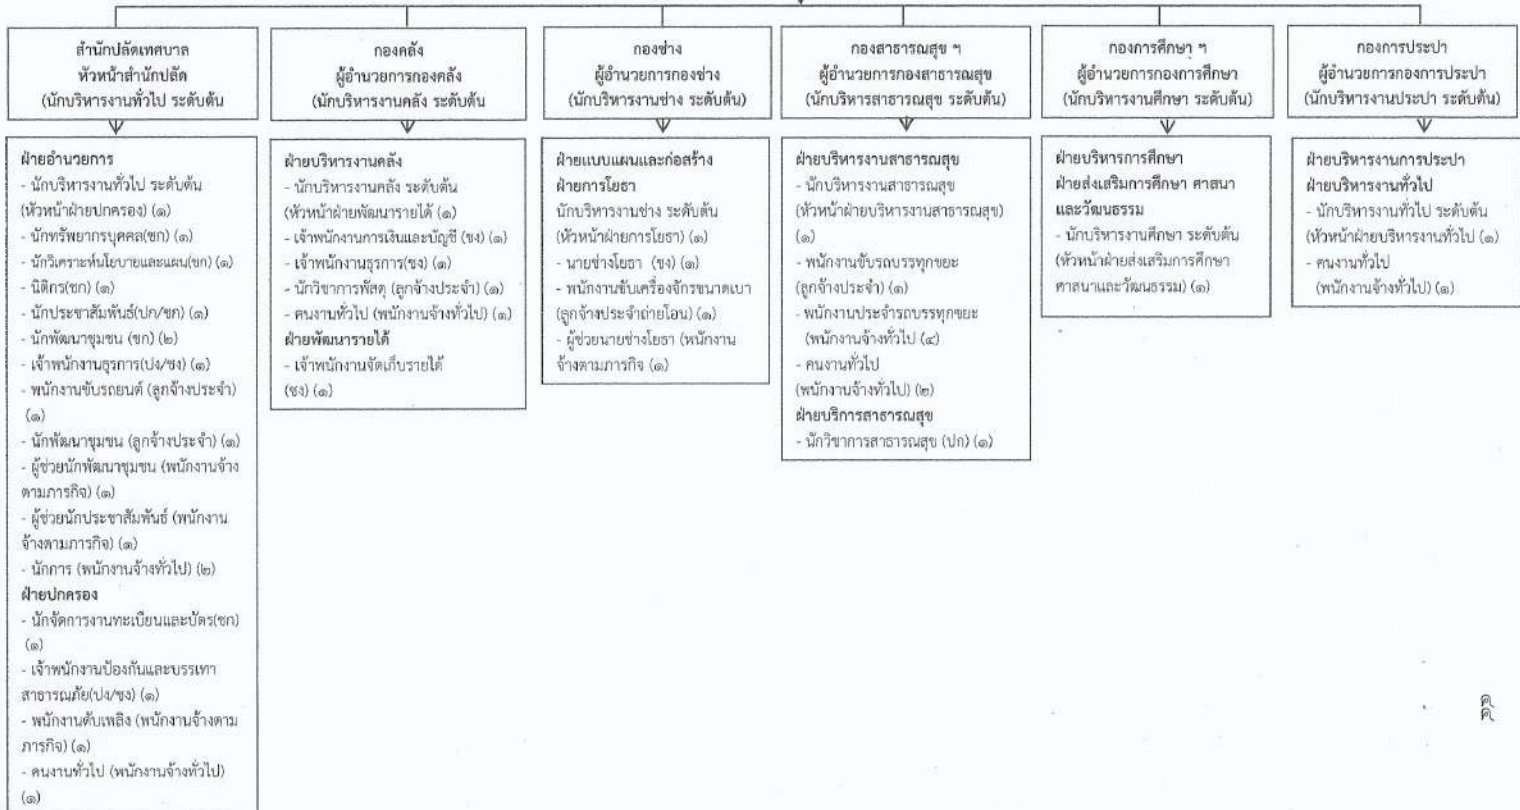 สำนักปลัดเทศบาล
หัวหน้าสำนักปลัด
(นักบริหารงานทั่วไป ระดับต้น
กองคลัง
ผู้อำนวยการกองคลัง
(นักบริหารงานคลัง ระดับต้น
กองช่าง
ผู้อำนวยการกองช่าง
(นักบริหารงานช่าง ระดับต้น)
กองสาธารณสุข ฯ
ผู้อำนวยการกองสาธารณสุข
(นักบริหารสาธารณสุข ระดับต้น)
กองการศึกษา ฯ
ผู้อำนวยการกองการศึกษา
(นักบริหารงานศึกษา ระดับต้น)
กองการประปา
ผู้อำนวยการกองการประปา
(นักบริหารงานประปา ระดับต้น)
ฝ่ายอำนวยการ
- นักบริหารงานทั่วไป ระดับต้น
(หัวหน้าฝ่ายปกครอง) (๑)
- นักทรัพยากรบุคคล(ชก) (๑)
- นักวิเคราะห์นโยบายและแผน(ชก) (๑)
- นิติกร(ชก) (๑)
- นักประชาสัมพันธ์(ปก/ชก) (๑)
- นักพัฒนาชุมชน (ชก) (๒)
- เจ้าพนักงานธุรการ(ปง/ชง) (๑)
- พนักงานขับรถยนต์ (ลูกจ้างประจำ)
(๑)
- นักพัฒนาชุมชน (ลูกจ้างประจำ) (๑)
- ผู้ช่วยนักพัฒนาชุมชน (พนักงานจ้าง
ตามภารกิจ) (๑)
- ผู้ช่วยนักประชาสัมพันธ์ (พนักงาน
จ้างตามภารกิจ) (๑)
- นักการ (พนักงานจ้างทั่วไป) (๒)
ฝ่ายปกครอง
- นักจัดการงานทะเบียนและบัตร(ชก)
(๑)
- เจ้าพนักงานป้องกันและบรรเทา
สาธารณภัย(ปง/ชง) (๑)
- พนักงานดับเพลิง (พนักงานจ้างตาม
ภารกิจ) (๑)
- คนงานทั่วไป (พนักงานจ้างทั่วไป)
(๑)
ฝ่ายบริหารงานคลัง
- นักบริหารงานคลัง ระดับต้น
(หัวหน้าฝ่ายพัฒนารายได้ (๑)
- เจ้าพนักงานการเงินและบัญชี (ชง) (๑)
- เจ้าพนักงานธุรการ(ชง) (๑)
- นักวิชาการพัสดุ (ลูกจ้างประจำ) (๑)
- คนงานทั่วไป (พนักงานจ้างทั่วไป) (๑)
ฝ่ายพัฒนารายได้
- เจ้าพนักงานจัดเก็บรายได้
(ชง) (๑)
ฝ่ายแบบแผนและก่อสร้าง
ฝ่ายการโยธา
นักบริหารงานช่าง ระดับต้น
(หัวหน้าฝ่ายการโยธา) (๑)
- นายช่างโยธา (ชง) (๑)
- พนักงานขับเครื่องจักรขนาดเบา
(ลูกจ้างประจำถ่ายโอน) (๑)
- ผู้ช่วยนายช่างโยธา (พนักงาน
จ้างตามภารกิจ (๑)
ฝ่ายบริหารงานสาธารณสุข
- นักบริหารงานสาธารณสุข
(หัวหน้าฝ่ายบริหารงานสาธารณสุข)
(๑)
- พนักงานขับรถบรรทุกขยะ
(ลูกจ้างประจำ) (๑)
- พนักงานประจำรถบรรทุกขยะ
(พนักงานจ้างทั่วไป (๔)
- คนงานทั่วไป
(พนักงานจ้างทั่วไป) (๒)
ฝ่ายบริการสาธารณสุข
- นักวิชาการสาธารณสุข (ปก) (๑)
ฝ่ายบริหารการศึกษา
ฝ่ายส่งเสริมการศึกษา ศาสนา
และวัฒนธรรม
- นักบริหารงานศึกษา ระดับต้น
(หัวหน้าฝ่ายส่งเสริมการศึกษา
ศาสนาและวัฒนธรรม) (๑)
ฝ่ายบริหารงานการประปา
ฝ่ายบริหารงานทั่วไป
- นักบริหารงานทั่วไป ระดับต้น
(หัวหน้าฝ่ายบริหารงานทั่วไป (๑)
- คนงานทั่วไป
(พนักงานจ้างทั่วไป) (๑)